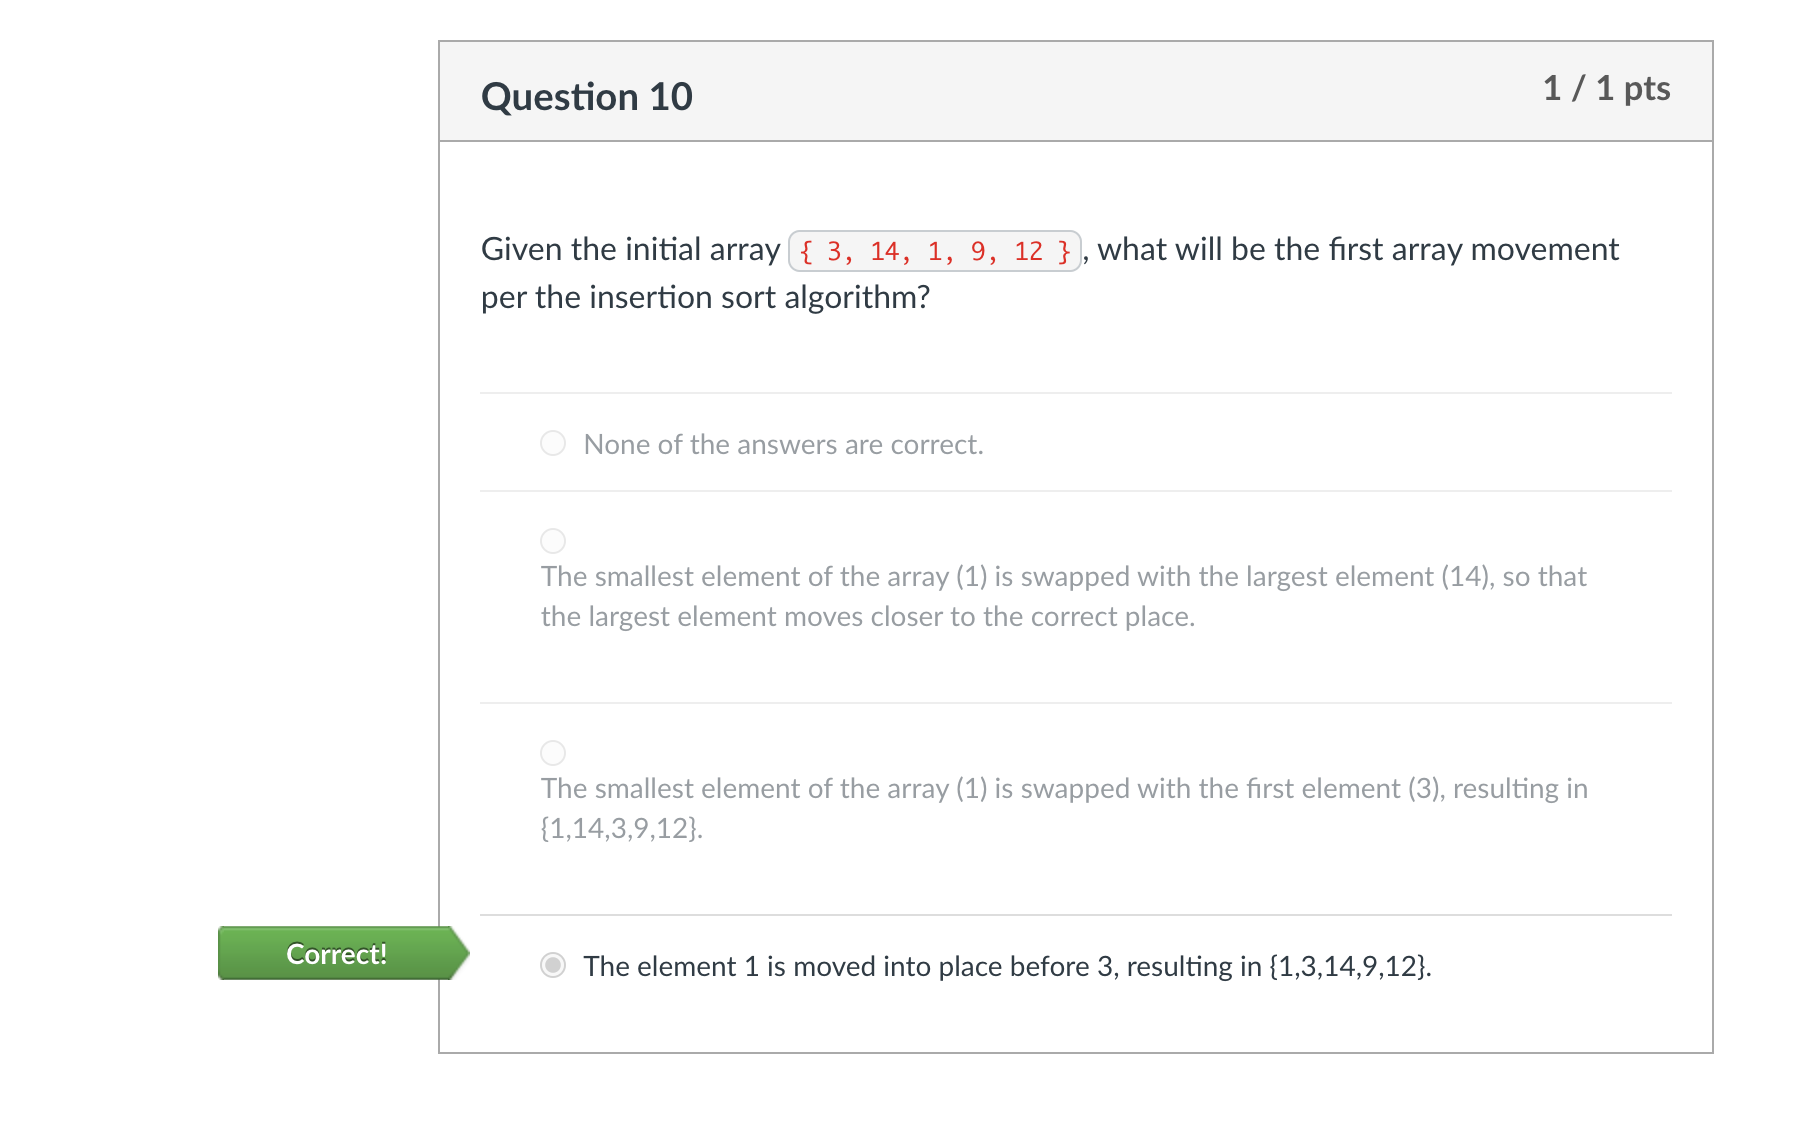 Question 10
1 / 1 pts
Given the initial array { 3, 14, 1, 9, 12 }, what will be the first array movement
per the insertion sort algorithm?
None of the answers are correct.
The smallest element of the array (1) is swapped with the largest element (14), so that
the largest element moves closer to the correct place.
The smallest element of the array (1) is swapped with the first element (3), resulting in
{1,14,3,9,12}.
Correct!
The element 1 is moved into place before 3, resulting in {1,3,14,9,12}.